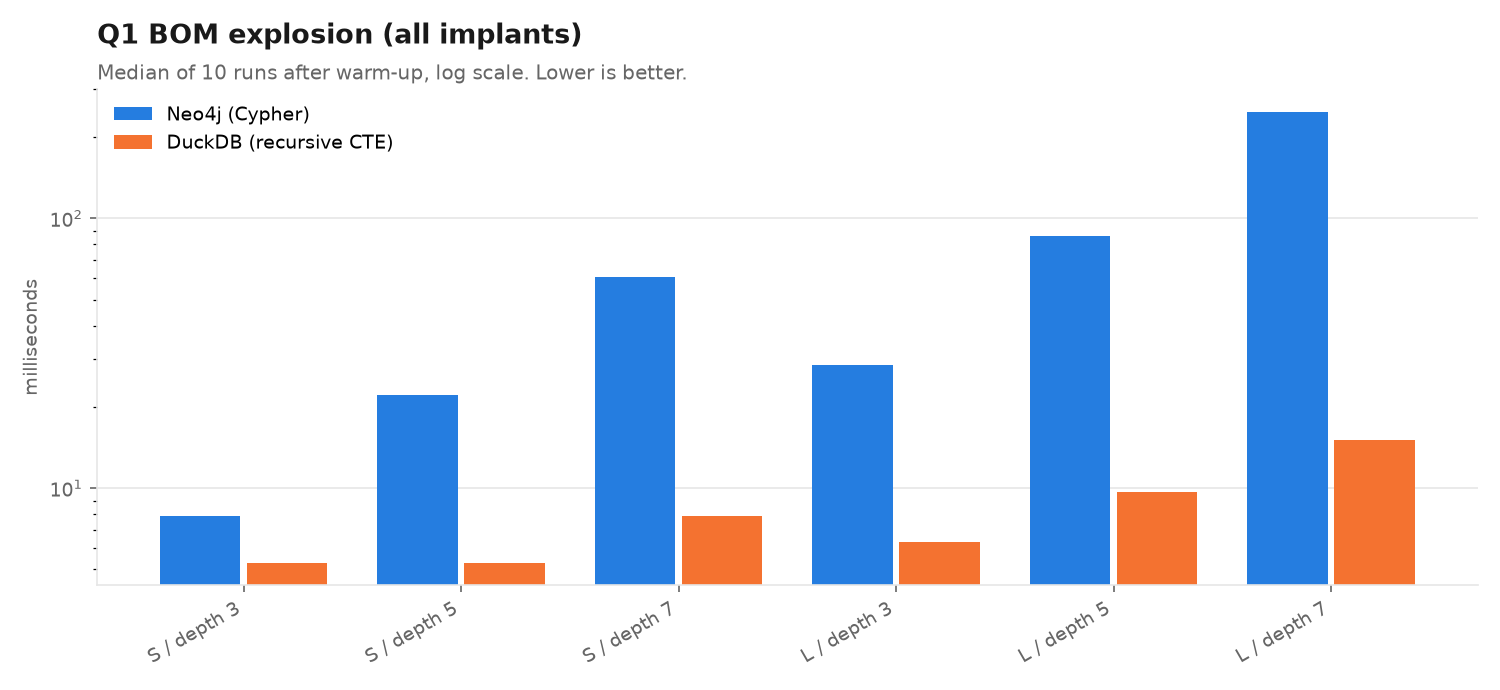 Q1 BOM explosion (all implants)
Median of 10 runs after warm-up, log scale. Lower is better.
Neo4j (Cypher)
DuckDB (recursive CTE)
milliseconds
10²
10¹
S / depth 3
S / depth 5
S / depth 7
L / depth 3
L / depth 5
L / depth 7